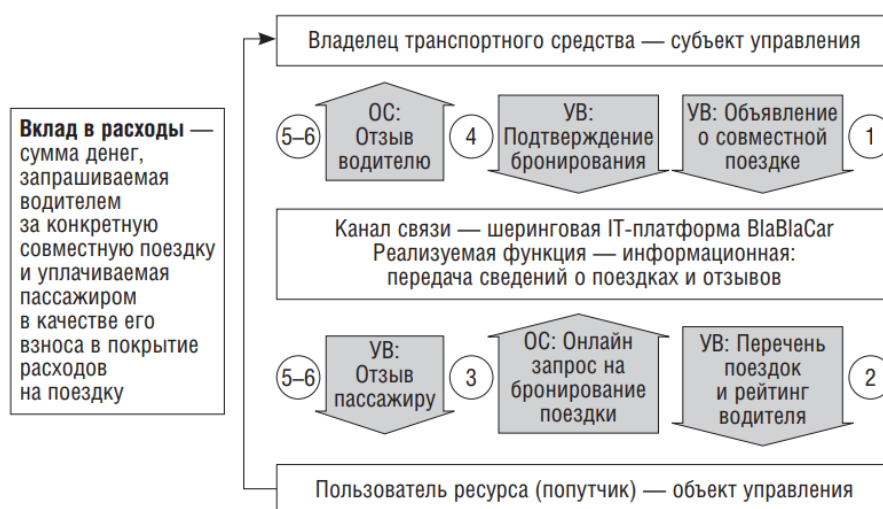 Владелец транспортного средства — субъект управления
Вклад в расходы —
сумма денег,
запрашиваемая
водителем
за конкретную
совместную поездку
и уплачиваемая
пассажиром
в качестве его
взноса в покрытие
расходов
на поездку
5–6
ОС:
Отзыв
водителю
4
УВ:
Подтверждение
бронирования
УВ: Объявление
о совместной
поездке
1
Канал связи — шеринговая IT-платформа BlaBlaCar
Реализуемая функция — информационная:
передача сведений о поездках и отзывов
5–6
УВ:
Отзыв
пассажиру
3
ОС: Онлайн
запрос на
бронирование
поездки
УВ: Перечень
поездок
и рейтинг
водителя
2
Пользователь ресурса (попутчик) — объект управления